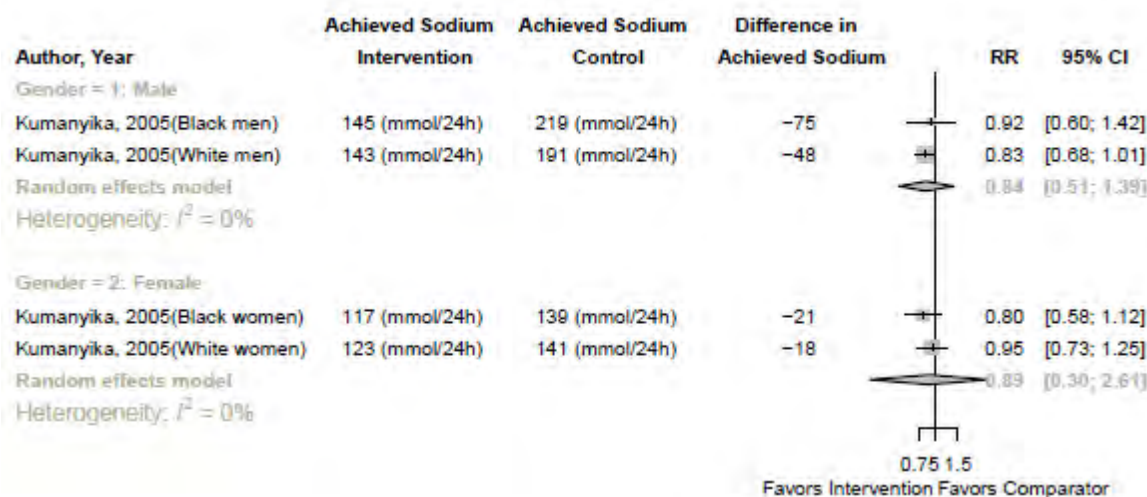 Achieved Sodium Achieved Sodium Difference in
Author, Year Intervention Control Achieved Sodium RR 95% CI
Gender = 1: Male
Kumanyika, 2005(Black men) 145 (mmol/24h) 219 (mmol/24h) −75 0.92 [0.60; 1.42]
Kumanyika, 2005(White men) 143 (mmol/24h) 191 (mmol/24h) −48 0.83 [0.68; 1.01]
Random effects model 0.84 [0.51; 1.39]
Heterogeneity: I² = 0%
Gender = 2: Female
Kumanyika, 2005(Black women) 117 (mmol/24h) 139 (mmol/24h) −21 0.80 [0.58; 1.12]
Kumanyika, 2005(White women) 123 (mmol/24h) 141 (mmol/24h) −18 0.95 [0.73; 1.25]
Random effects model 0.89 [0.30; 2.61]
Heterogeneity: I² = 0%
0.75 1.5
Favors Intervention Favors Comparator